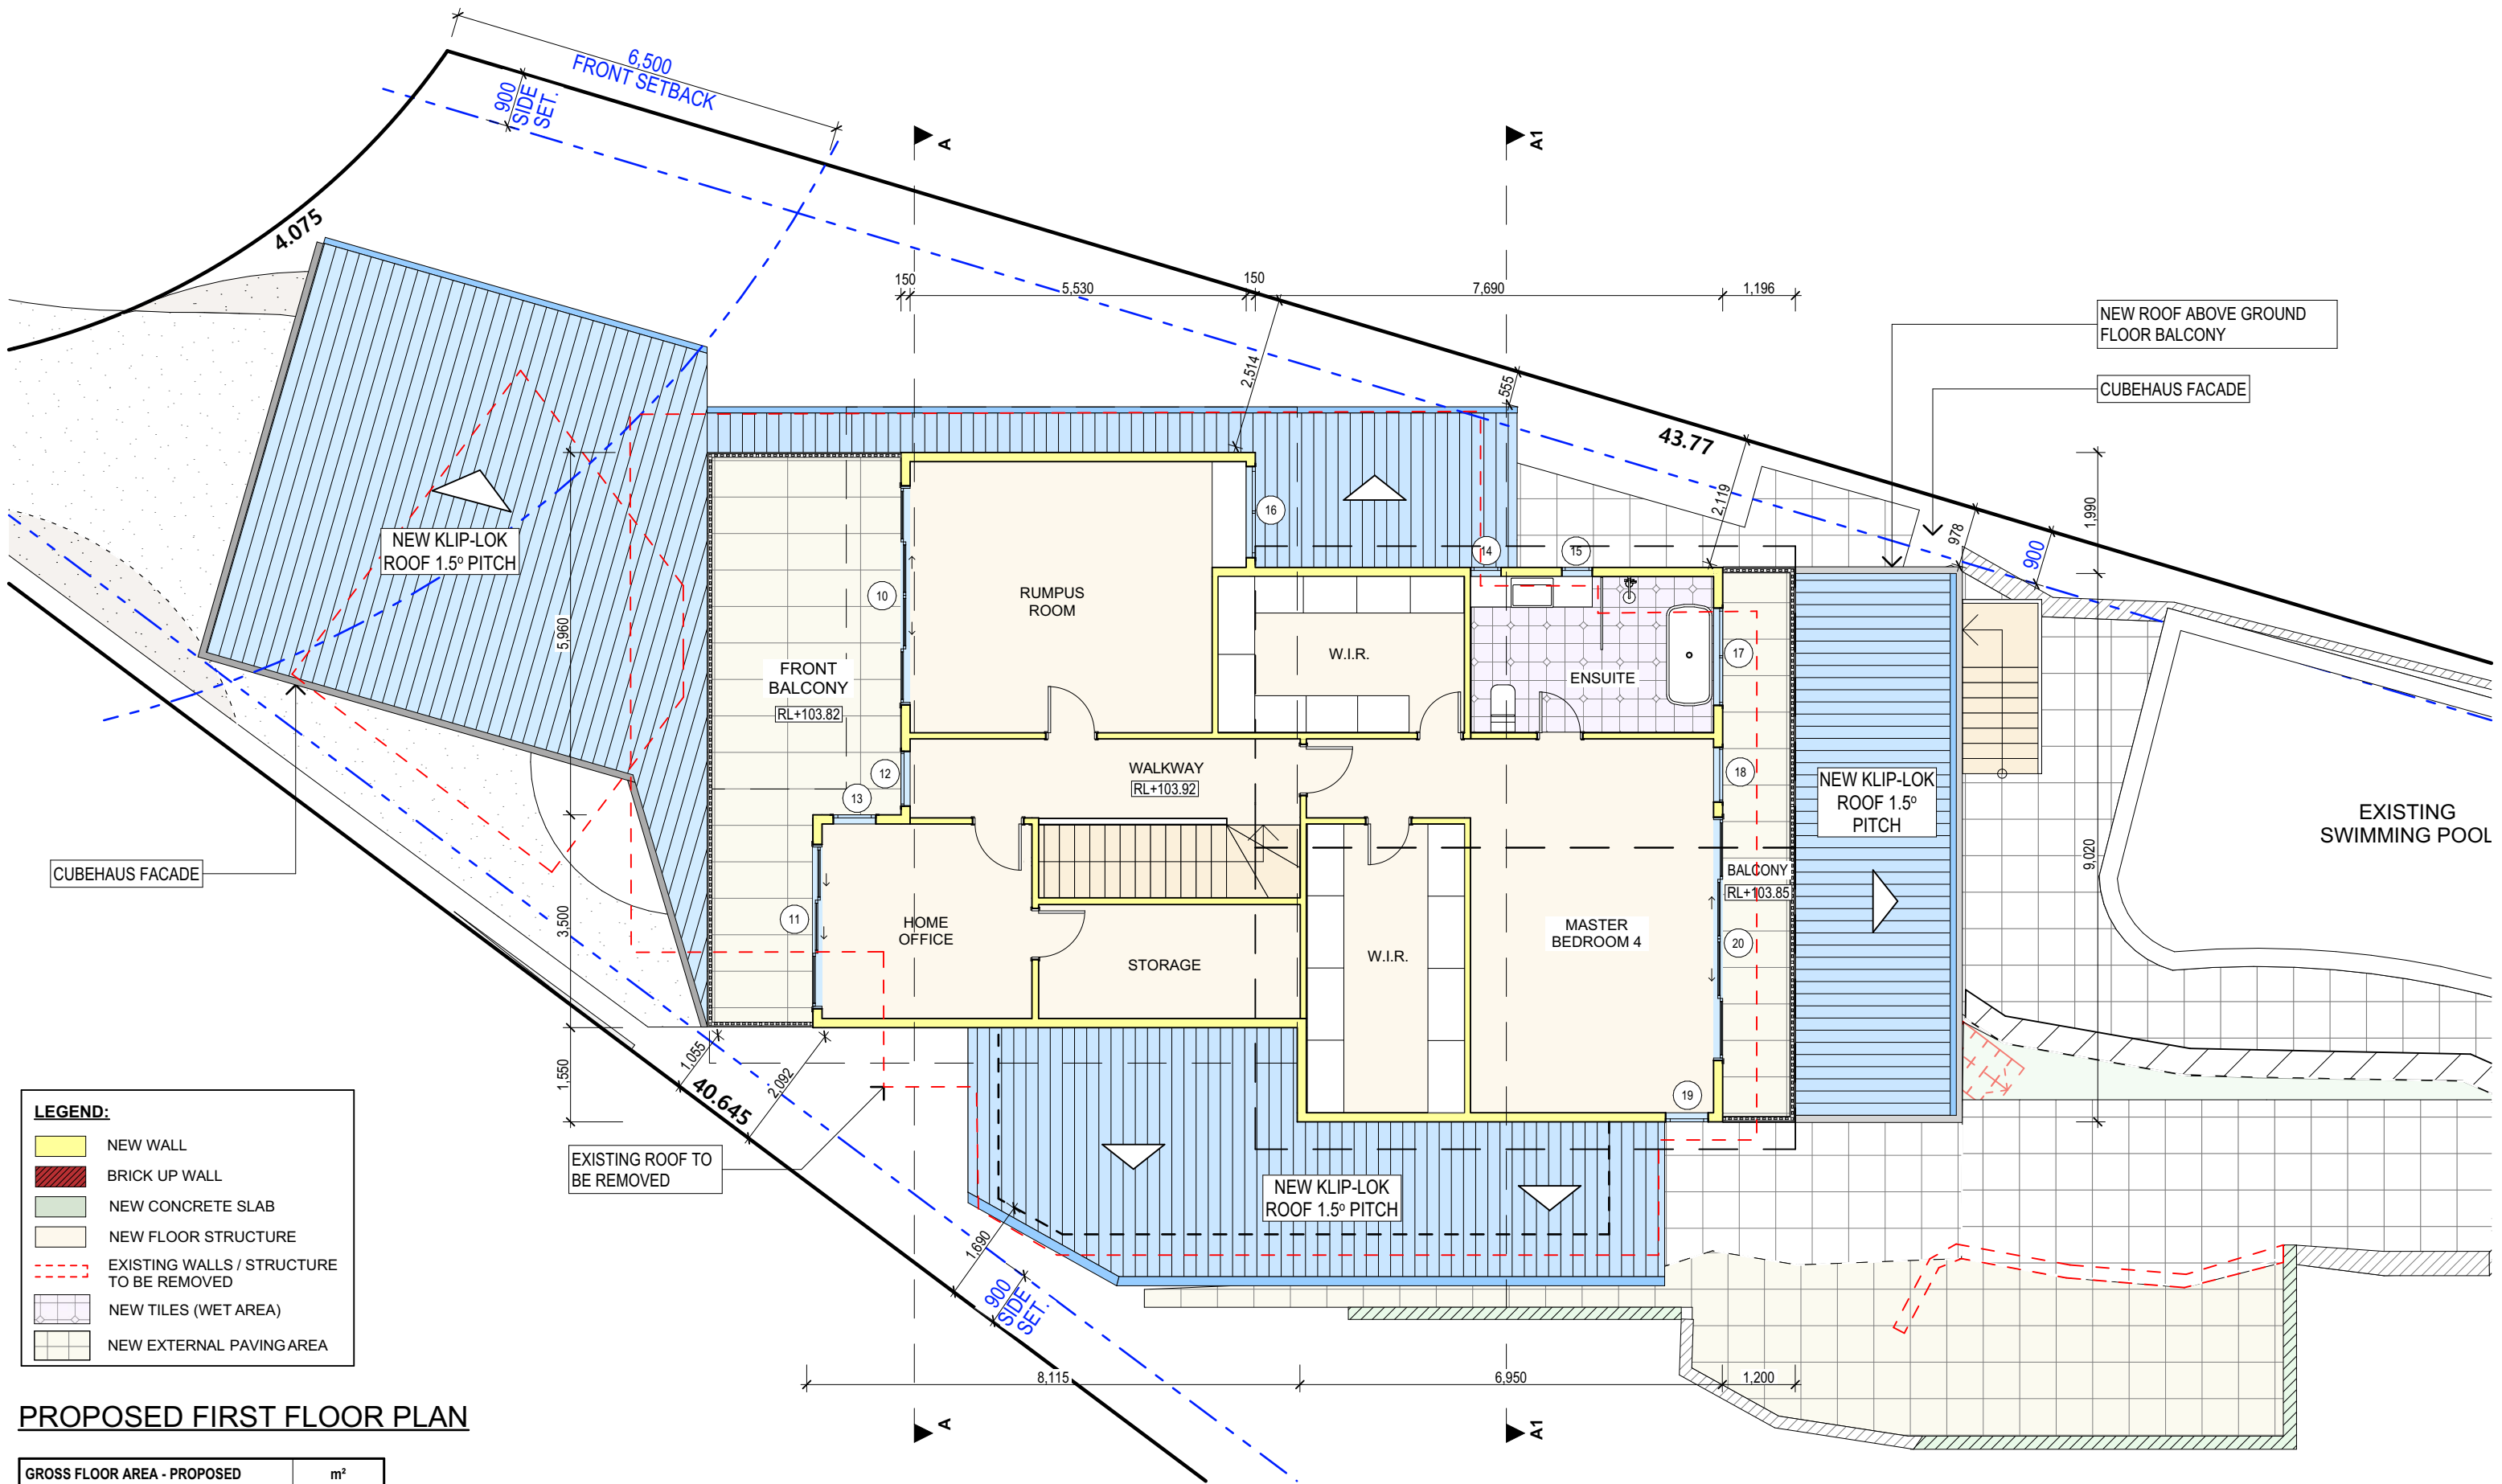 6,500
FRONT SETBACK
900
SIDE
SET.
A
A1
4.075
150
5,530
150
7,690
1,196
NEW ROOF ABOVE GROUND
FLOOR BALCONY
2,514
555
CUBEHAUS FACADE
43.77
2,119
978
900
1,990
NEW KLIP-LOK
ROOF 1.5º PITCH
16
14
15
10
RUMPUS
ROOM
5,960
W.I.R.
17
FRONT
BALCONY
RL+103.82
ENSUITE
12
WALKWAY
RL+103.92
18
13
NEW KLIP-LOK
ROOF 1.5º
PITCH
EXISTING
SWIMMING POOL
CUBEHAUS FACADE
9,020
BALCONY
RL+103.85
11
3,500
HOME
OFFICE
MASTER
BEDROOM 4
20
STORAGE
W.I.R.
1,055
2,092
1,550
40.645
19
LEGEND:
NEW WALL
BRICK UP WALL
NEW CONCRETE SLAB
NEW FLOOR STRUCTURE
EXISTING WALLS / STRUCTURE
TO BE REMOVED
NEW TILES (WET AREA)
NEW EXTERNAL PAVING AREA
EXISTING ROOF TO
BE REMOVED
NEW KLIP-LOK
ROOF 1.5º PITCH
1,690
900
SIDE
SET.
8,115
6,950
1,200
A
A1
PROPOSED FIRST FLOOR PLAN
GROSS FLOOR AREA - PROPOSED m²